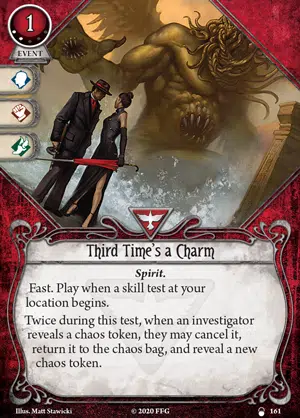 1
EVENT
Third Time's a Charm
Spirit.
Fast. Play when a skill test at your
location begins.
Twice during this test, when an investigator
reveals a chaos token, they may cancel it,
return it to the chaos bag, and reveal a new
chaos token.
Illus. Matt Stawicki
© 2020 FFG
161